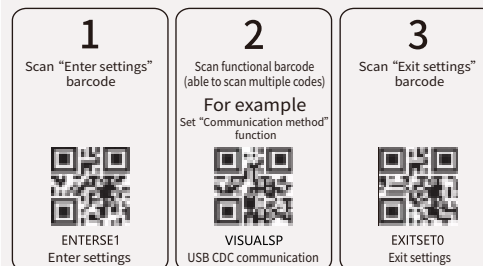 1
Scan “Enter settings”
barcode
ENTERSE1
Enter settings
2
Scan functional barcode
(able to scan multiple codes)
For example
Set “Communication method”
function
VISUALSP
USB CDC communication
3
Scan “Exit settings”
barcode
EXITSET0
Exit settings